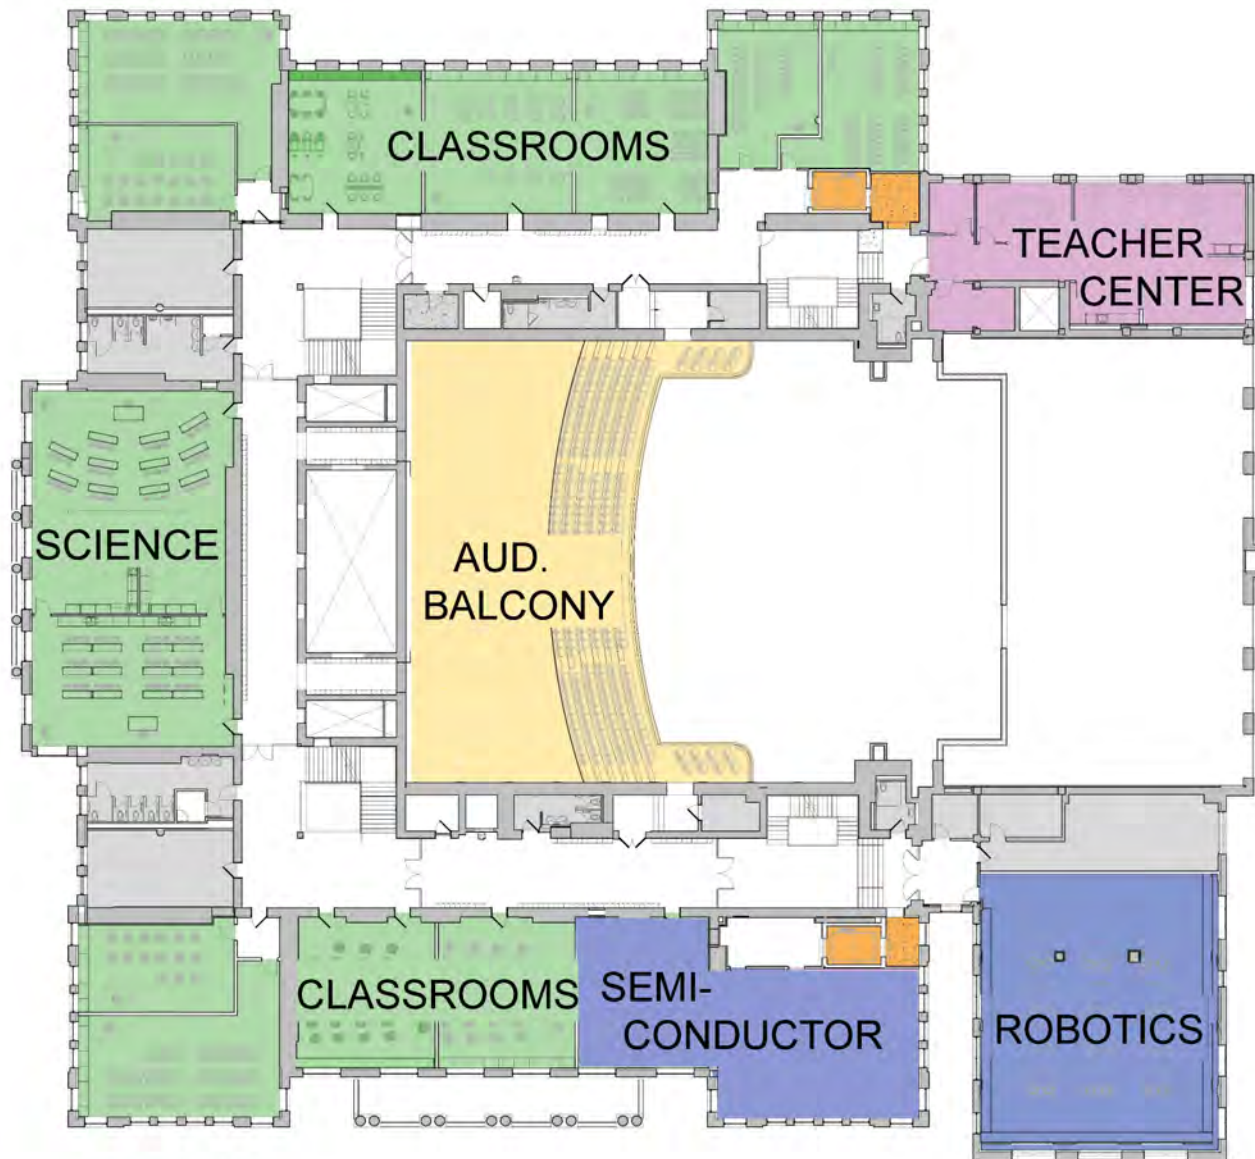 CLASSROOMS
TEACHER
CENTER
SCIENCE
AUD.
BALCONY
CLASSROOMS
SEMI-
CONDUCTOR
ROBOTICS